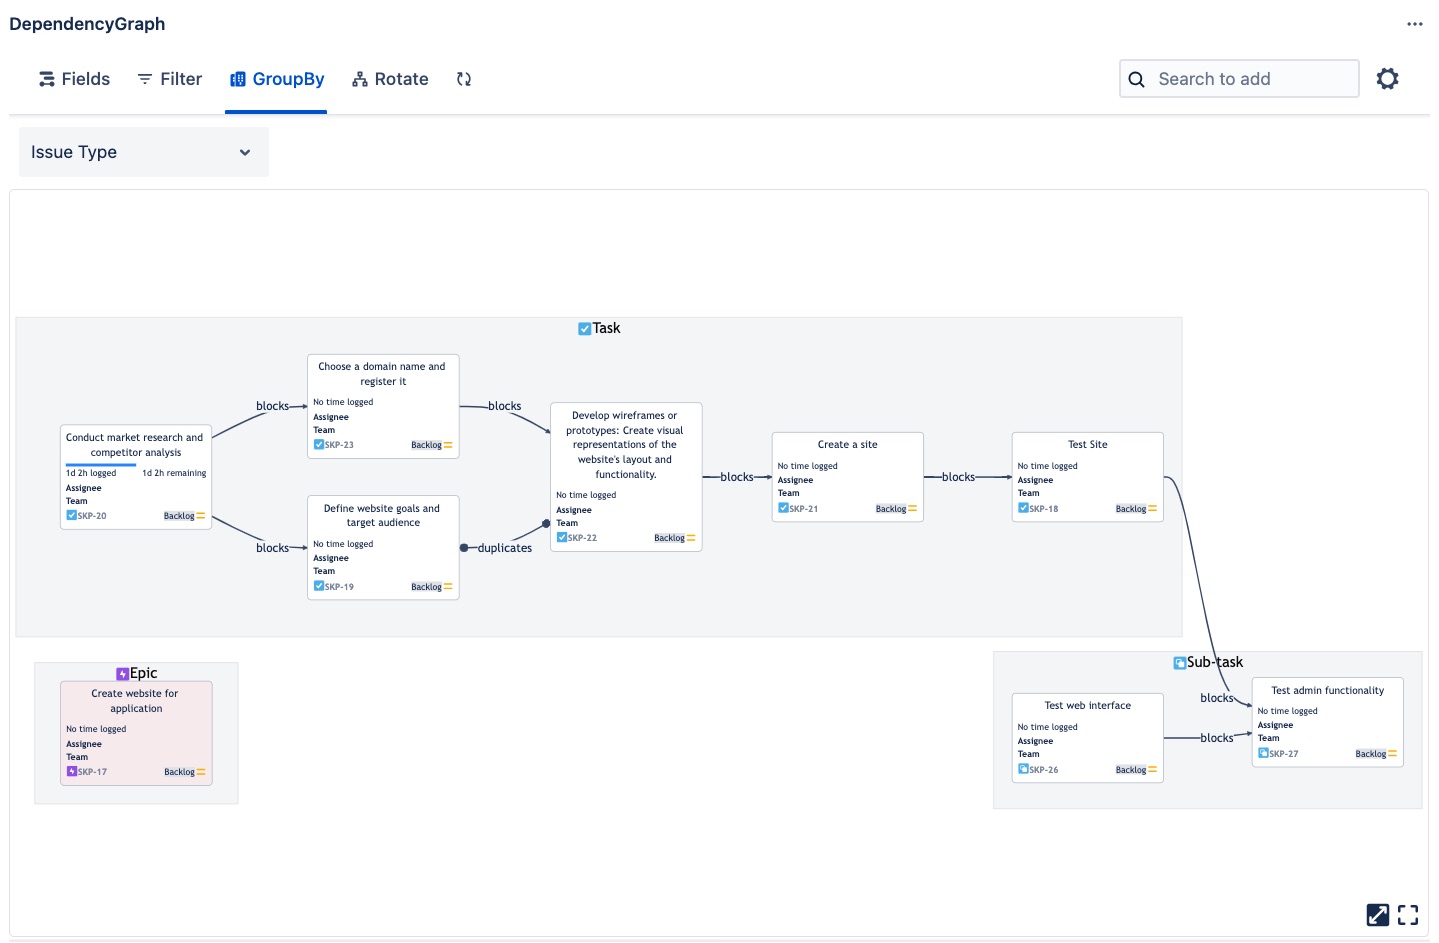 DependencyGraph
Fields
Filter
GroupBy
Rotate
Search to add
Issue Type
Task
Conduct market research and
competitor analysis
1d 2h logged 1d 2h remaining
Assignee
Team
SKP-20 Backlog
blocks
blocks
Choose a domain name and
register it
No time logged
Assignee
Team
SKP-23 Backlog
Define website goals and
target audience
No time logged
Assignee
Team
SKP-19 Backlog
blocks
duplicates
Develop wireframes or
prototypes: Create visual
representations of the
website's layout and
functionality.
No time logged
Assignee
Team
SKP-22 Backlog
blocks
Create a site
No time logged
Assignee
Team
SKP-21 Backlog
blocks
Test Site
No time logged
Assignee
Team
SKP-18 Backlog
Epic
Create website for
application
No time logged
Assignee
Team
SKP-17 Backlog
Sub-task
Test web interface
No time logged
Assignee
Team
SKP-26 Backlog
blocks
blocks
Test admin functionality
No time logged
Assignee
Team
SKP-27 Backlog